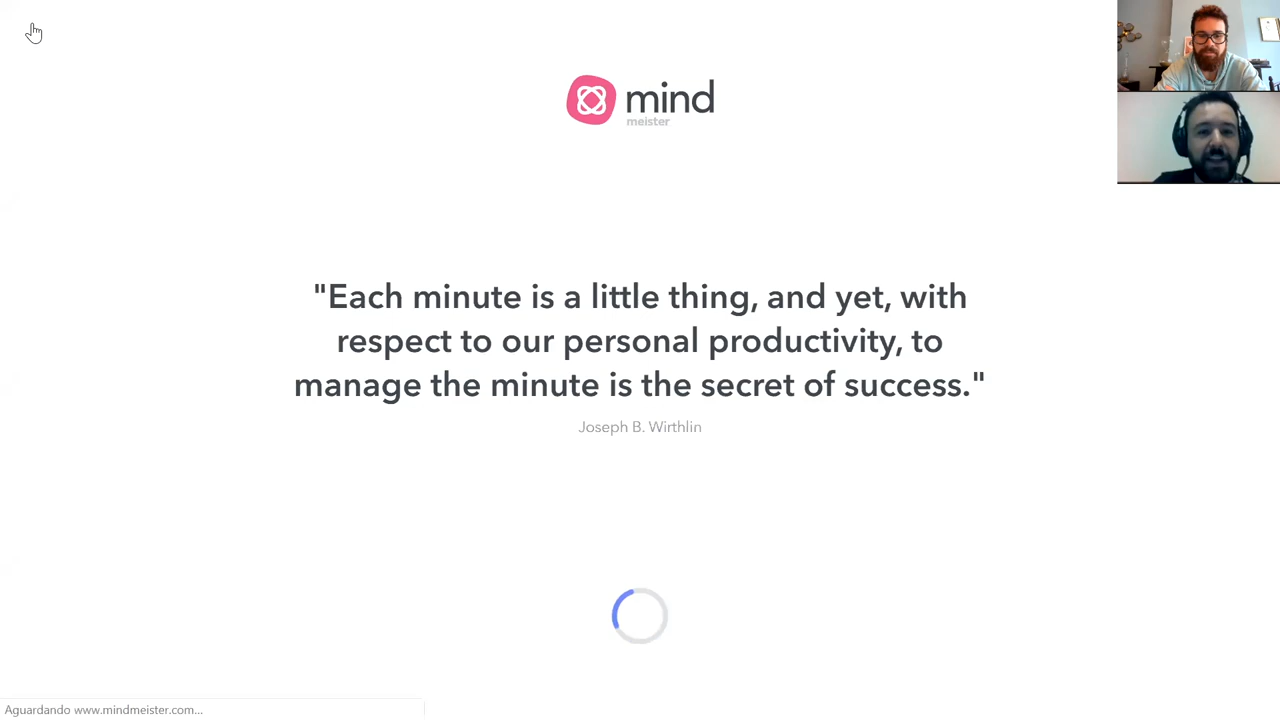 mind
meister
"Each minute is a little thing, and yet, with
respect to our personal productivity, to
manage the minute is the secret of success."
Joseph B. Wirthlin
Aguardando www.mindmeister.com...